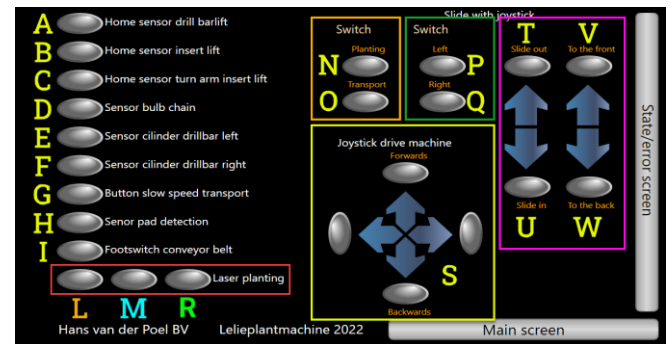 A Home sensor drill barlift
B Home sensor insert lift
C Home sensor turn arm insert lift
D Sensor bulb chain
E Sensor cilinder drillbar left
F Sensor cilinder drillbar right
G Button slow speed transport
H Senor pad detection
I Footswitch conveyor belt
Laser planting
L M R
Switch
Planting
N
Transport
O
Switch
Left
P
Right
Q
Slide with joystick
T V
Slide out To the front
Slide in To the back
U W
Joystick drive machine
Forwards
S
Backwards
State/error screen
Hans van der Poel BV Lelieplantmachine 2022 Main screen